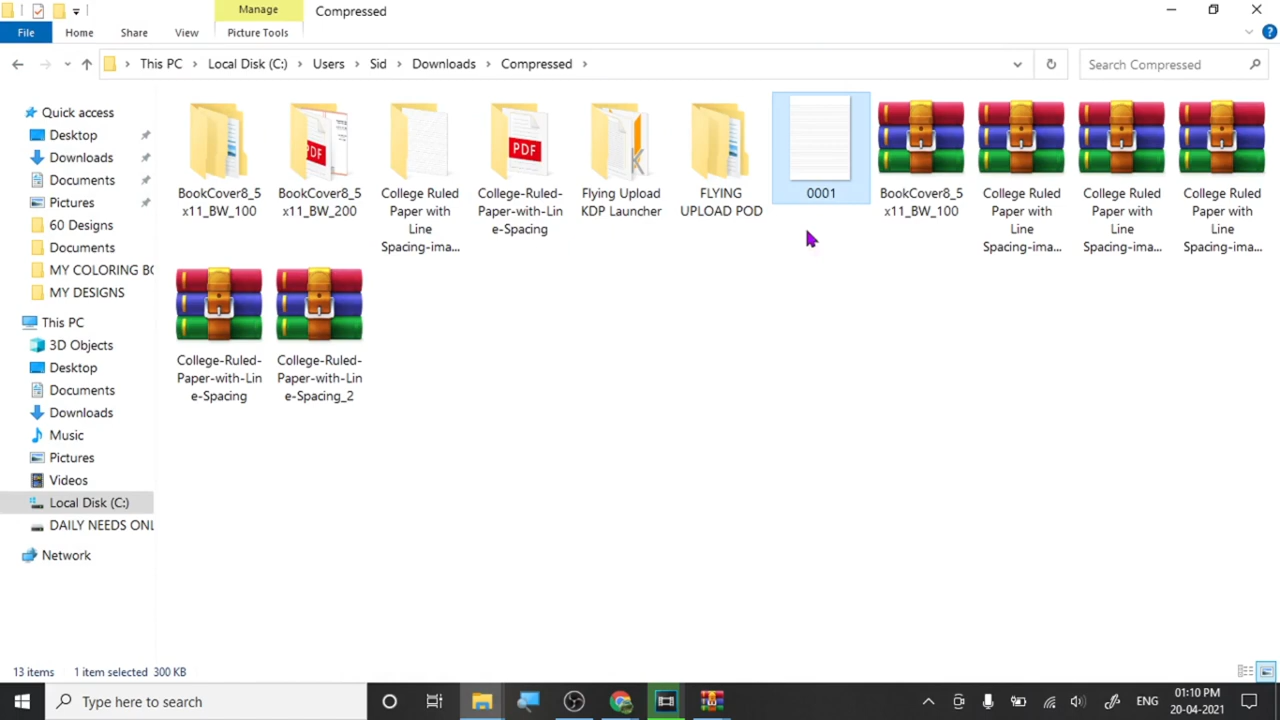 Manage
Compressed
File
Home
Share
View
Picture Tools
This PC
Local Disk (C:)
Users
Sid
Downloads
Compressed
Search Compressed
Quick access
Desktop
Downloads
Documents
Pictures
60 Designs
Documents
MY COLORING BO
MY DESIGNS
This PC
3D Objects
Desktop
Documents
Downloads
Music
Pictures
Videos
Local Disk (C:)
DAILY NEEDS ONL
Network
BookCover8_5
x11_BW_100
PDF
BookCover8_5
x11_BW_200
College Ruled
Paper with
Line
Spacing-ima...
PDF
College-Ruled-
Paper-with-Lin
e-Spacing
Flying Upload
KDP Launcher
FLYING
UPLOAD POD
0001
BookCover8_5
x11_BW_100
College Ruled
Paper with
Line
Spacing-ima...
College Ruled
Paper with
Line
Spacing-ima...
College Ruled
Paper with
Line
Spacing-ima...
College-Ruled-
Paper-with-Lin
e-Spacing
College-Ruled-
Paper-with-Lin
e-Spacing_2
13 items
1 item selected 300 KB
Type here to search
ENG
01:10 PM
20-04-2021